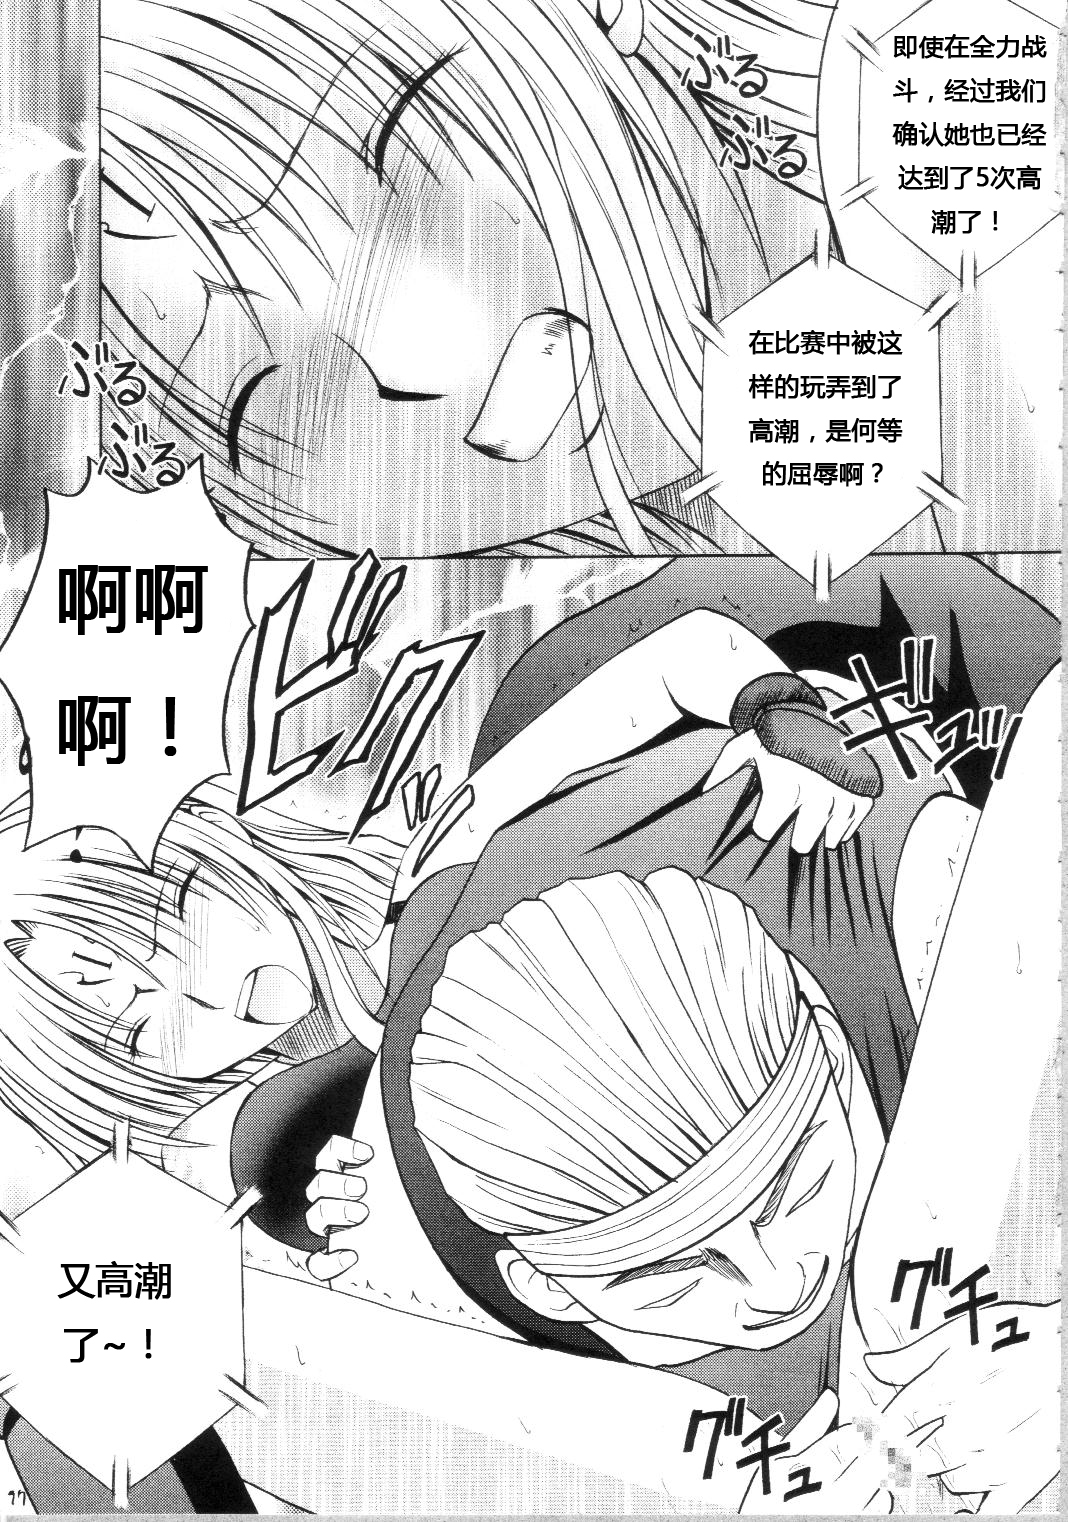 即使在全力战
斗，经过我们
确认她也已经
达到了5次高
潮了！
ぶる
ぶる
在比赛中被这
样的玩弄到了
高潮，是何等
的屈辱啊？
ぶる
ぶる
啊啊
啊！
ビクッ
ギュッ
又高潮
了~！
グチュ
グチュ
77